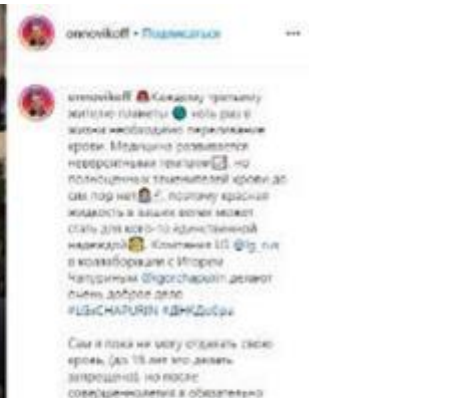 onnovikoff • Подписаться
onnovikoff Каждому третьему
жителю планеты хоть раз в
жизни необходимо переливание
крови. Медицина развивается
невероятными темпами, но
полноценных заменителей крови до
сих пор нет, поэтому красная
жидкость в ваших венах может
стать для кого-то единственной
надеждой. Компания LG @lg_rus
в коллаборации с Игорем
Чапуриным @igorchapurin делают
очень доброе дело
#LGxCHAPURIN #ДНКДобра
Сам я пока не могу отдавать свою
кровь, (до 18 лет это делать
запрещено), но после
совершеннолетия я обязательно